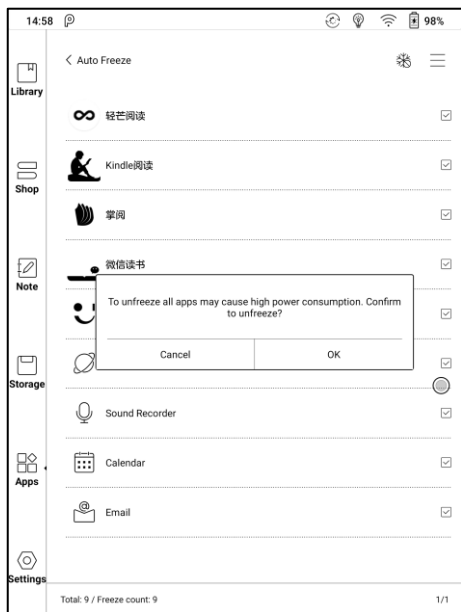 14:58
98%
Auto Freeze
Library
轻芒阅读
Kindle阅读
Shop
掌阅
微信读书
Note
To unfreeze all apps may cause high power consumption. Confirm
to unfreeze?
Cancel
OK
Storage
Sound Recorder
Calendar
Apps
Email
Settings
Total: 9 / Freeze count: 9
1/1